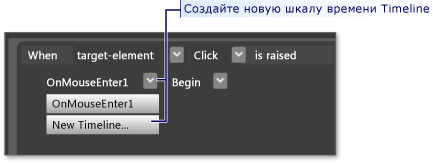 Создайте новую шкалу времени Timeline
When target-element Click is raised
OnMouseEnter1 Begin
OnMouseEnter1
New Timeline...